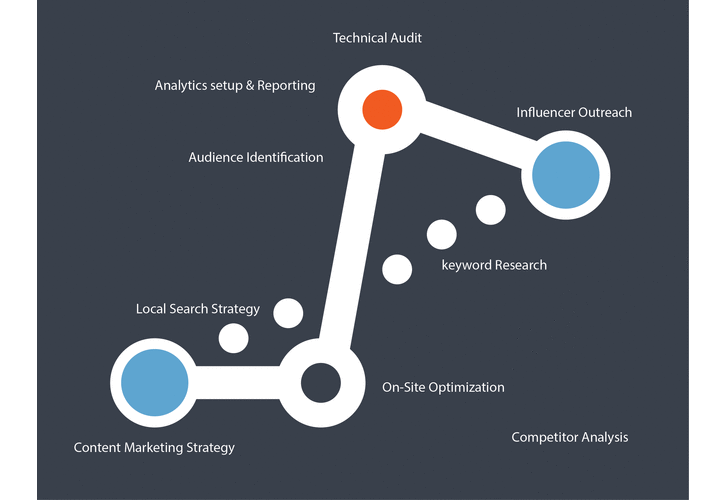 Technical Audit
Analytics setup & Reporting
Influencer Outreach
Audience Identification
keyword Research
Local Search Strategy
On-Site Optimization
Competitor Analysis
Content Marketing Strategy